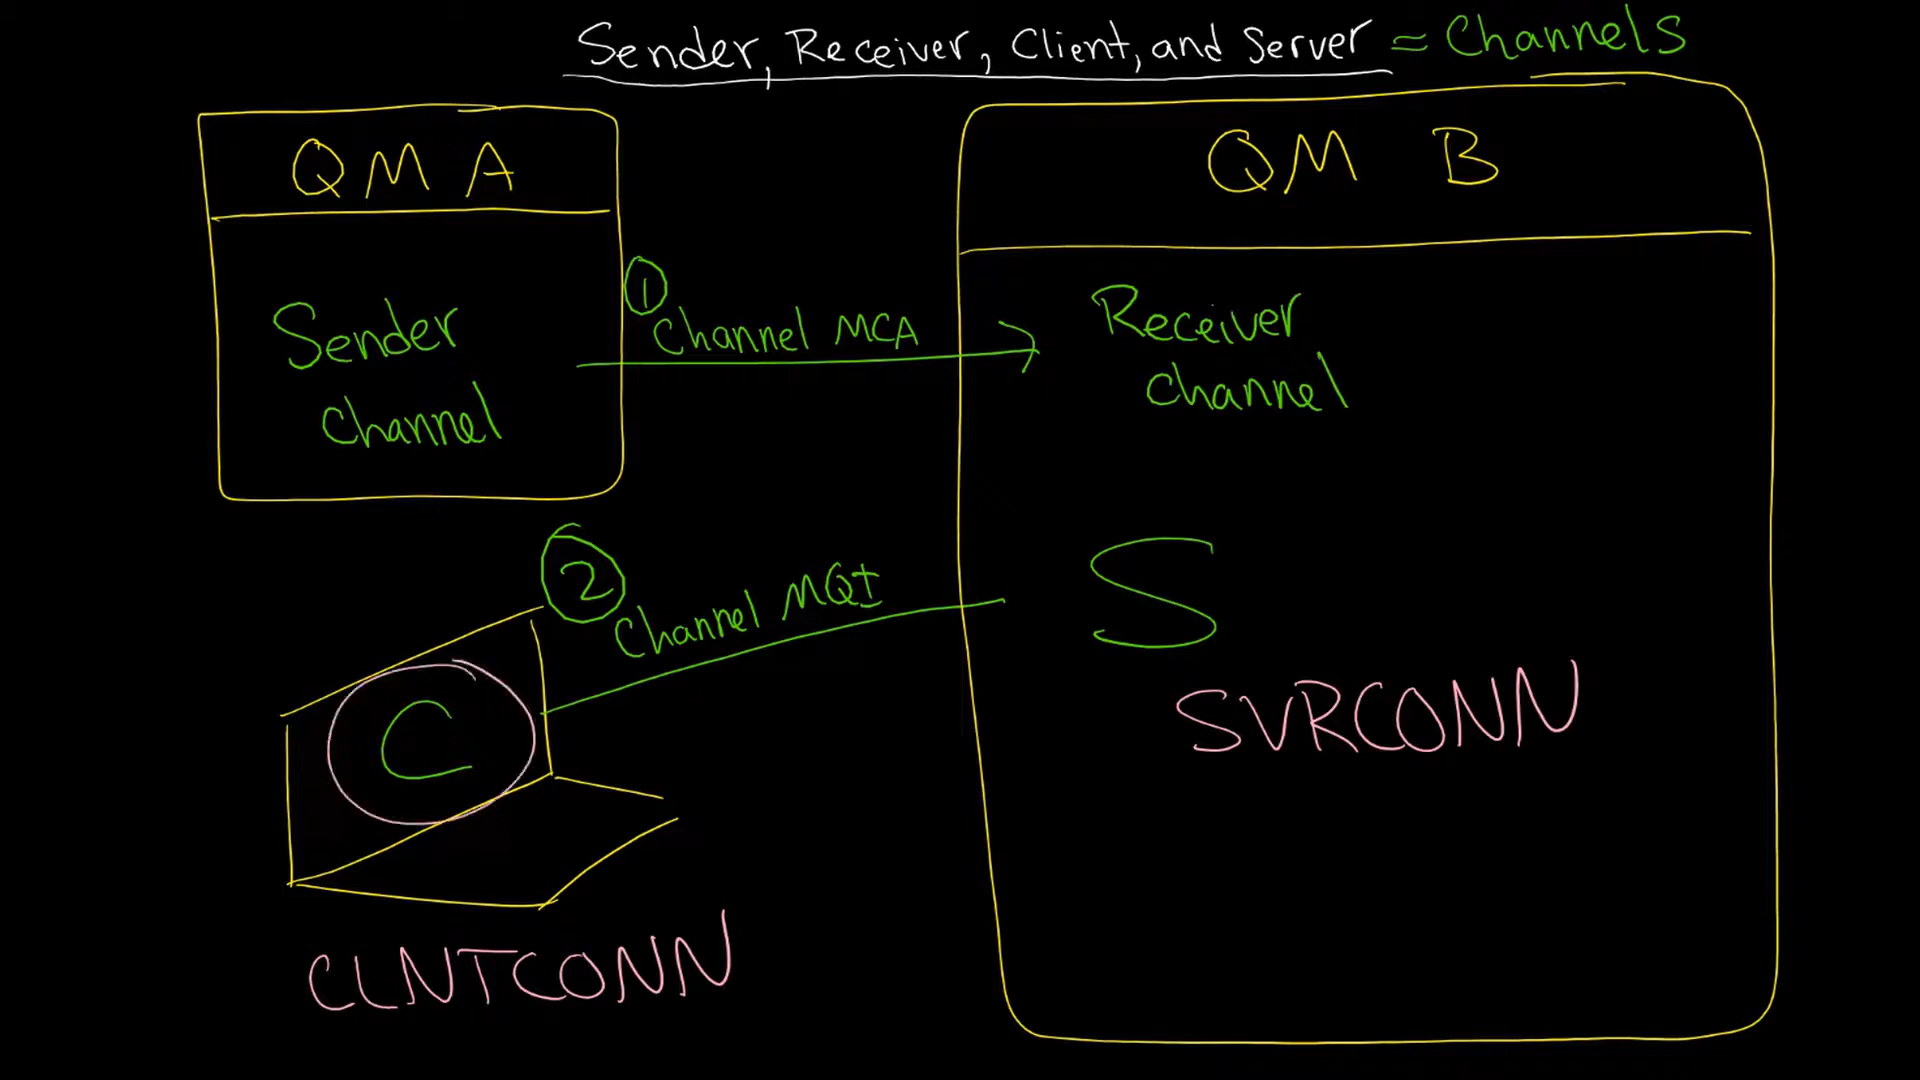 Sender, Receiver, Client, and Server = Channels
QM A
QM B
Sender
Channel
1
Channel MCA
Receiver
Channel
2
Channel MQI
S
SVRCONN
C
CLNTCONN